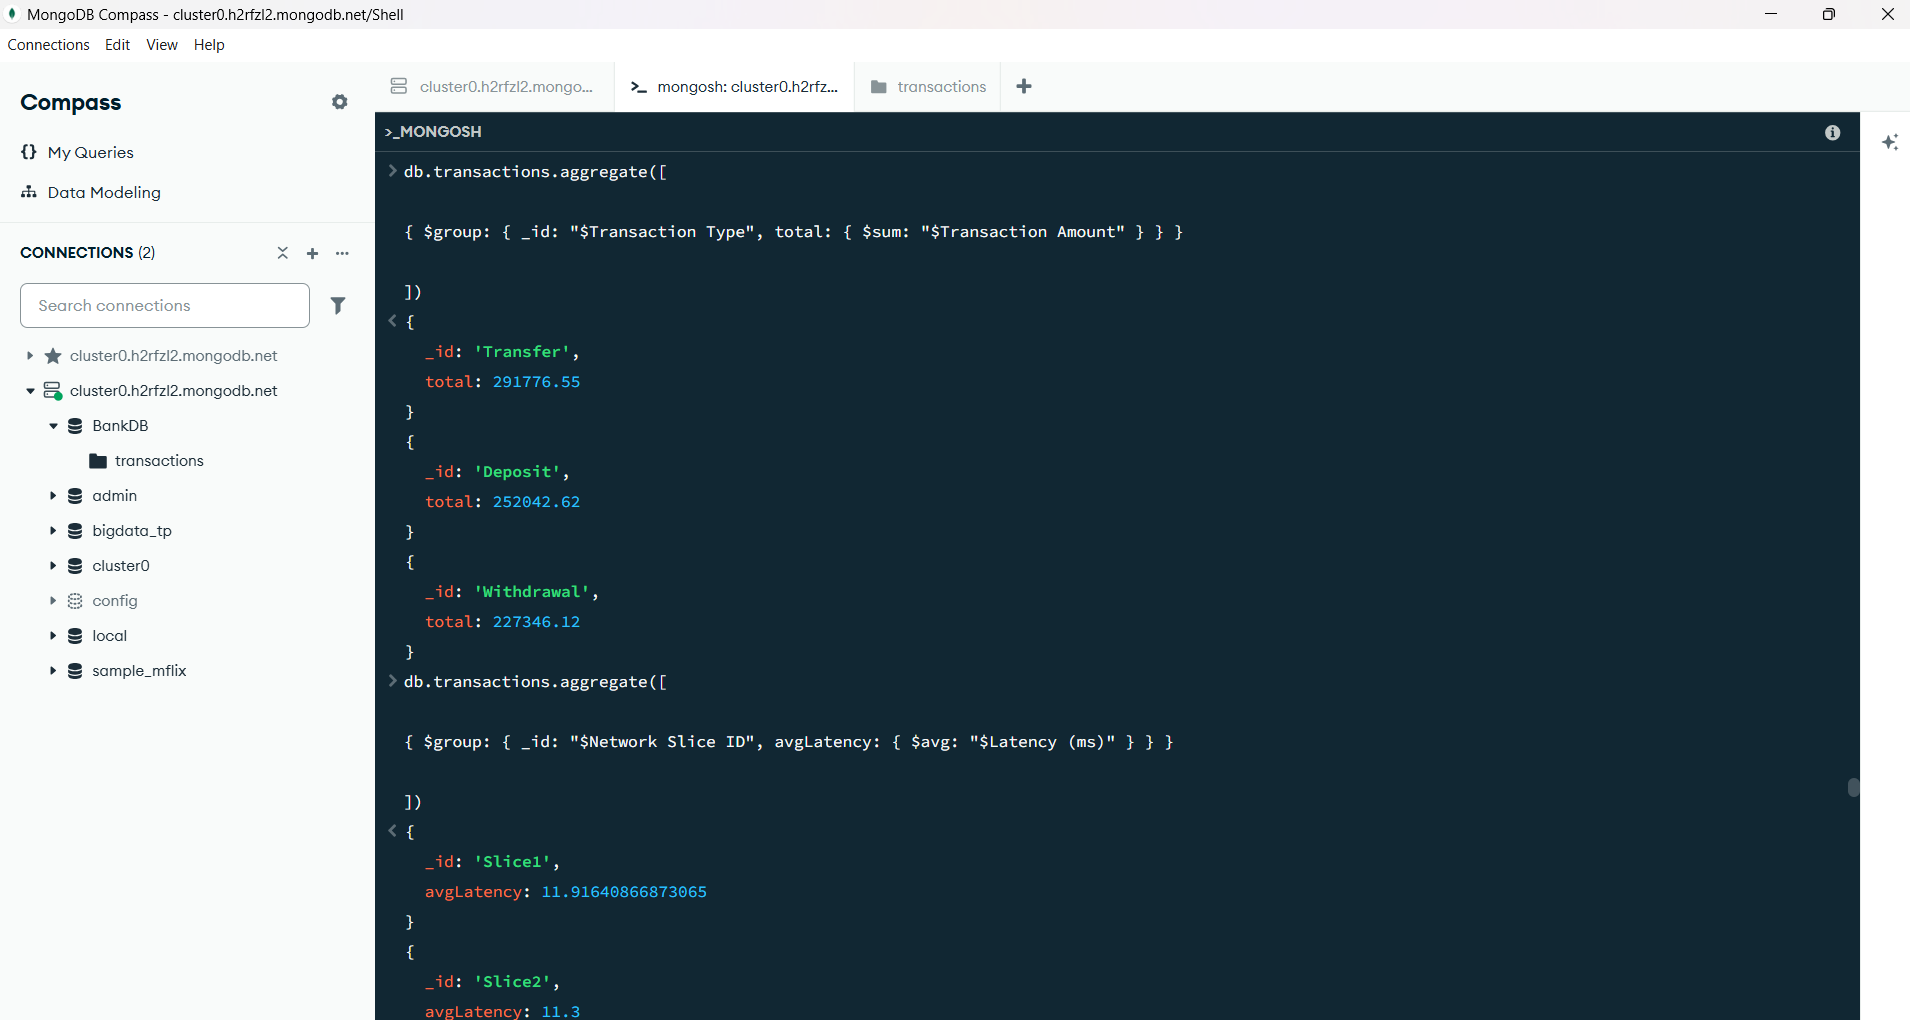 MongoDB Compass - cluster0.h2rfzl2.mongodb.net/Shell
Connections Edit View Help
Compass
My Queries
Data Modeling
CONNECTIONS (2)
Search connections
cluster0.h2rfzl2.mongodb.net
cluster0.h2rfzl2.mongodb.net
BankDB
transactions
admin
bigdata_tp
cluster0
config
local
sample_mflix
cluster0.h2rfzl2.mongo... >_ mongosh: cluster0.h2rfz... transactions
>_MONGOSH
> db.transactions.aggregate([
{ $group: { _id: "$Transaction Type", total: { $sum: "$Transaction Amount" } } }
])
< {
_id: 'Transfer',
total: 291776.55
}
{
_id: 'Deposit',
total: 252042.62
}
{
_id: 'Withdrawal',
total: 227346.12
}
> db.transactions.aggregate([
{ $group: { _id: "$Network Slice ID", avgLatency: { $avg: "$Latency (ms)" } } }
])
< {
_id: 'Slice1',
avgLatency: 11.91640866873065
}
{
_id: 'Slice2',
avgLatency: 11.3